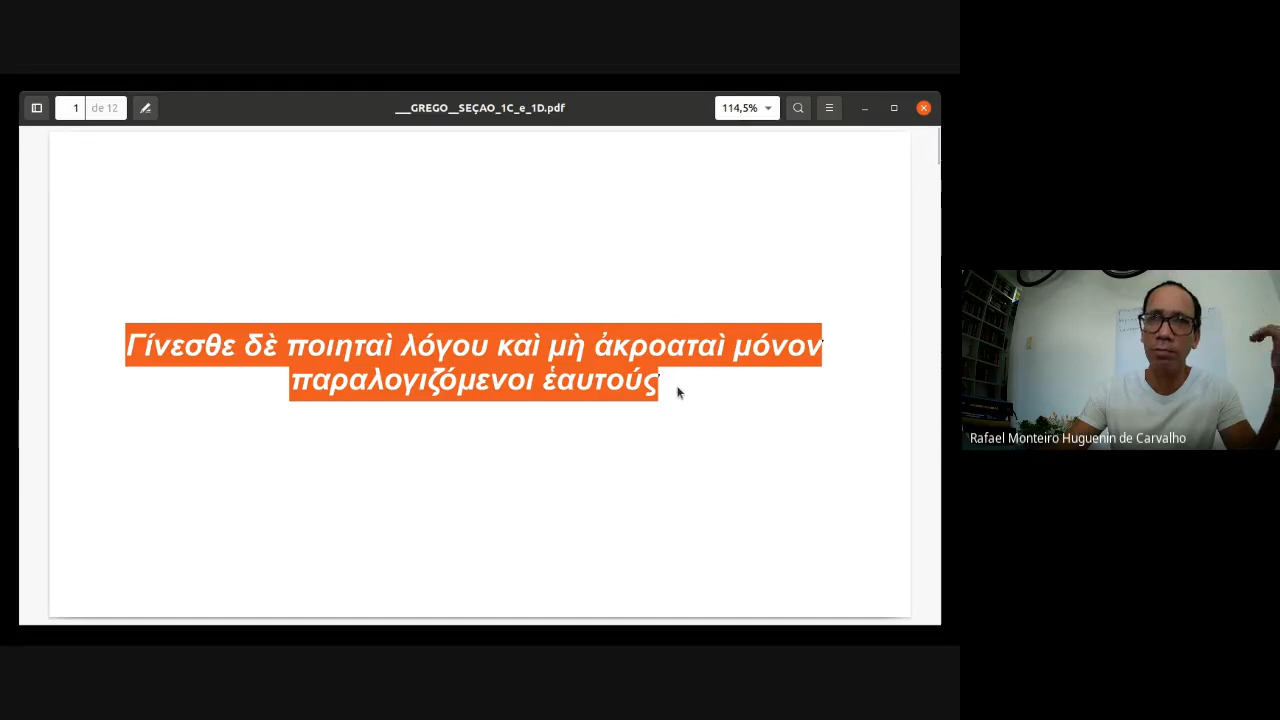 1 de 12
___GREGO__SEÇAO_1C_e_1D.pdf
114,5%
Γίνεσθε δὲ ποιηταὶ λόγου καὶ μὴ ἀκροαταὶ μόνον
παραλογιζόμενοι ἑαυτούς
Rafael Monteiro Huguenin de Carvalho